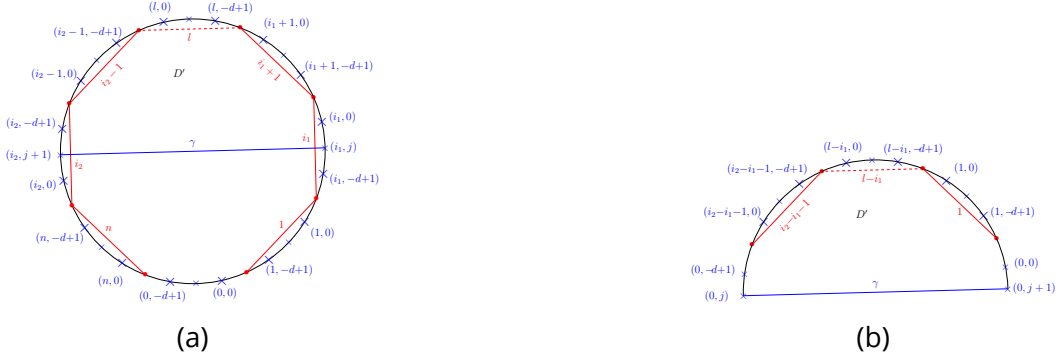 (l, 0)
(l, −d+1)
(i₂−1, −d+1)
(i₁+1, 0)
l
i₂−1
i₁+1
D′
(i₂−1, 0)
(i₁+1, −d+1)
(i₂, −d+1)
(i₁, 0)
i₁
(i₂, j+1)
γ
(i₁, j)
i₂
(i₂, 0)
(i₁, −d+1)
n
1
(n, −d+1)
(1, 0)
(n, 0)
(1, −d+1)
(0, −d+1)
(0, 0)
(a)
(l−i₁, 0)
(l−i₁, −d+1)
(i₂−i₁−1, −d+1)
(1, 0)
l−i₁
i₂−i₁−1
1
D′
(i₂−i₁−1, 0)
(1, −d+1)
(0, −d+1)
(0, 0)
(0, j)
γ
(0, j+1)
(b)